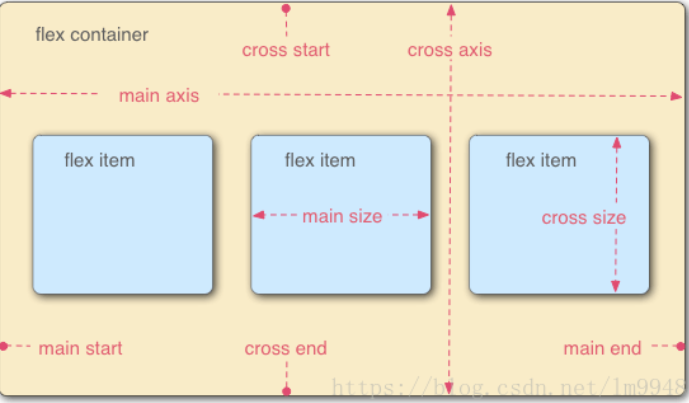 flex container
cross start
cross axis
main axis
flex item
flex item
flex item
main size
cross size
main start
cross end
main end
https://blog.csdn.net/lm9948